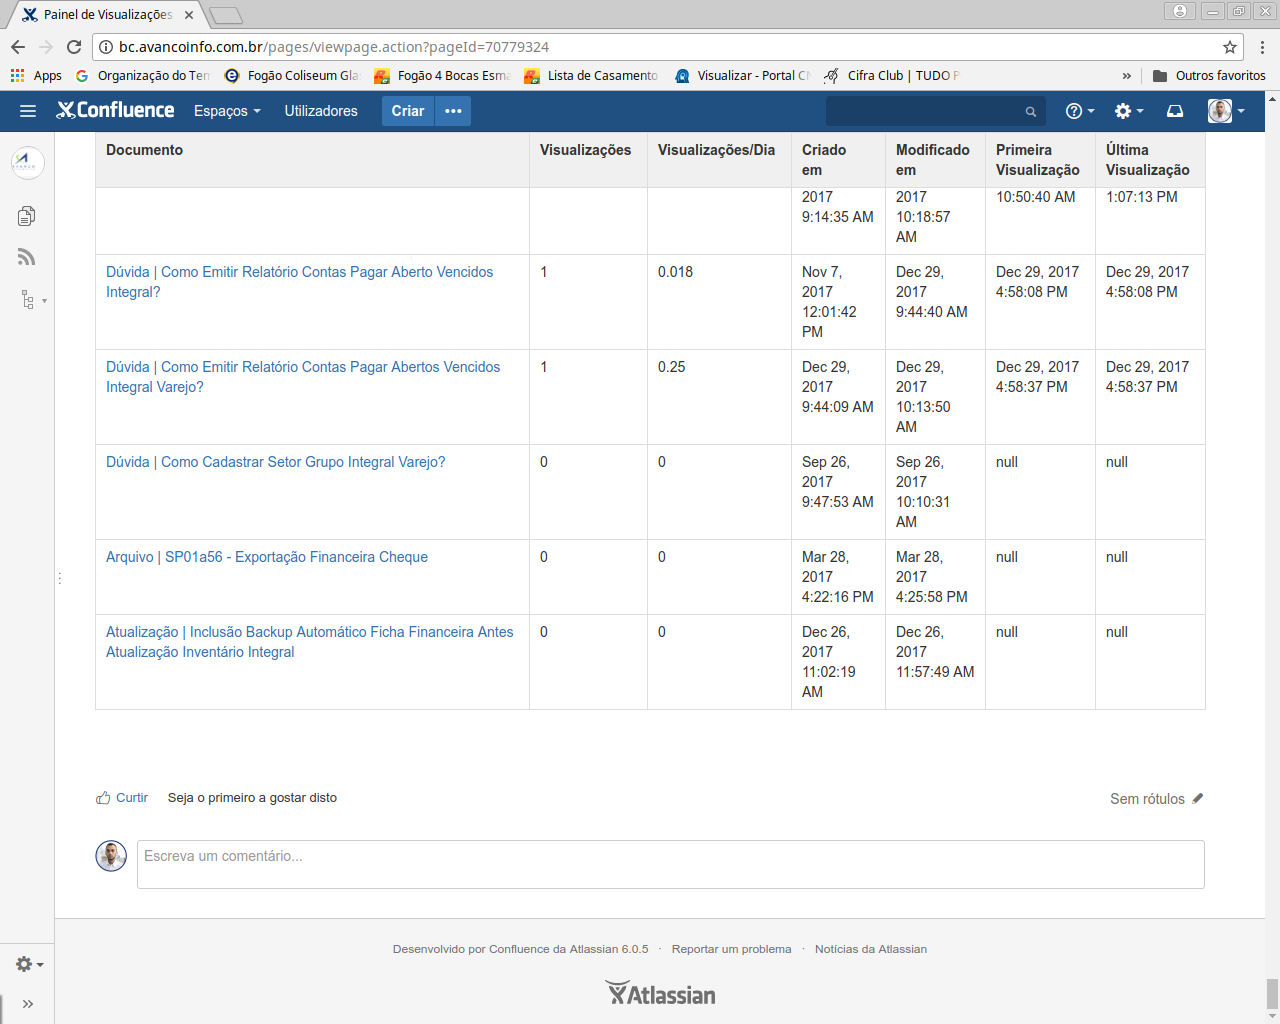 Painel de Visualizações
bc.avancoinfo.com.br/pages/viewpage.action?pageId=70779324
Apps Organização do Ter Fogão Coliseum Gla Fogão 4 Bocas Esma Lista de Casamento Visualizar - Portal C Cifra Club | TUDO » Outros favoritos
Confluence Espaços Utilizadores Criar •••
Documento Visualizações Visualizações/Dia Criado em Modificado em Primeira Visualização Última Visualização
2017 9:14:35 AM 2017 10:18:57 AM 10:50:40 AM 1:07:13 PM
Dúvida | Como Emitir Relatório Contas Pagar Aberto Vencidos Integral? 1 0.018 Nov 7, 2017 12:01:42 PM Dec 29, 2017 9:44:40 AM Dec 29, 2017 4:58:08 PM Dec 29, 2017 4:58:08 PM
Dúvida | Como Emitir Relatório Contas Pagar Abertos Vencidos Integral Varejo? 1 0.25 Dec 29, 2017 9:44:09 AM Dec 29, 2017 10:13:50 AM Dec 29, 2017 4:58:37 PM Dec 29, 2017 4:58:37 PM
Dúvida | Como Cadastrar Setor Grupo Integral Varejo? 0 0 Sep 26, 2017 9:47:53 AM Sep 26, 2017 10:10:31 AM null null
Arquivo | SP01a56 - Exportação Financeira Cheque 0 0 Mar 28, 2017 4:22:16 PM Mar 28, 2017 4:25:58 PM null null
Atualização | Inclusão Backup Automático Ficha Financeira Antes Atualização Inventário Integral 0 0 Dec 26, 2017 11:02:19 AM Dec 26, 2017 11:57:49 AM null null
Curtir Seja o primeiro a gostar disto Sem rótulos
Escreva um comentário...
Desenvolvido por Confluence da Atlassian 6.0.5 · Reportar um problema · Notícias da Atlassian
Atlassian